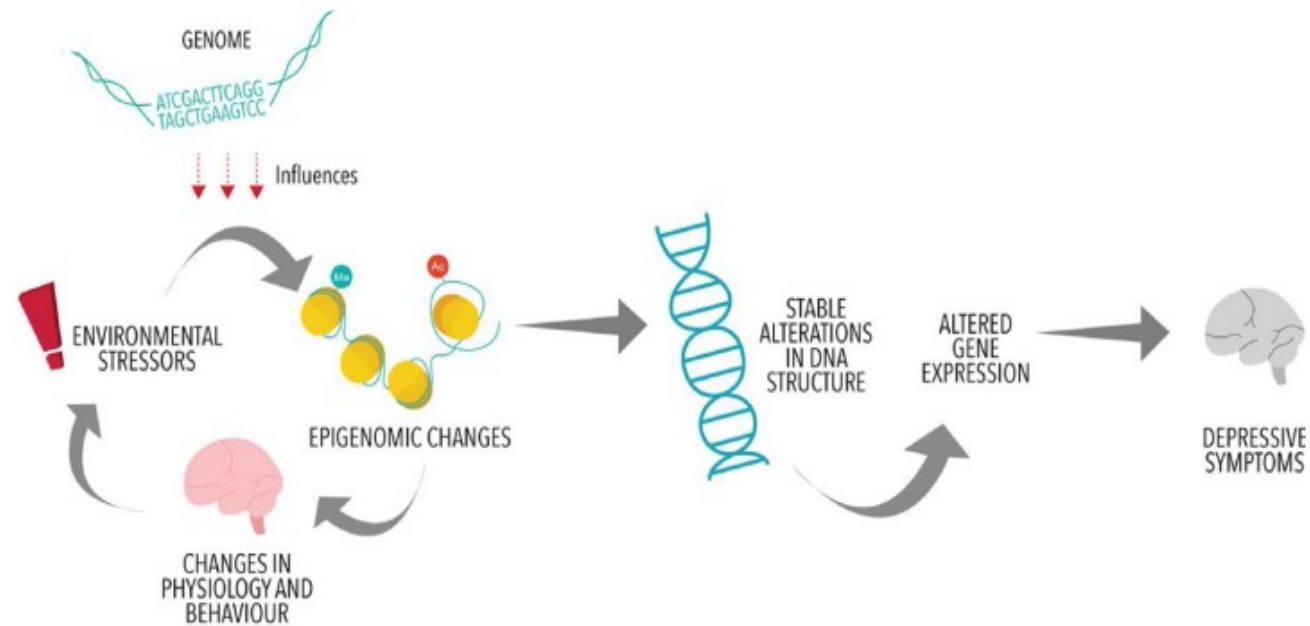 GENOME
ATCGACTTCAGG
TAGCTGAAGTCC
Influences
Me
Ac
ENVIRONMENTAL
STRESSORS
EPIGENOMIC CHANGES
CHANGES IN
PHYSIOLOGY AND
BEHAVIOUR
STABLE
ALTERATIONS
IN DNA
STRUCTURE
ALTERED
GENE
EXPRESSION
DEPRESSIVE
SYMPTOMS